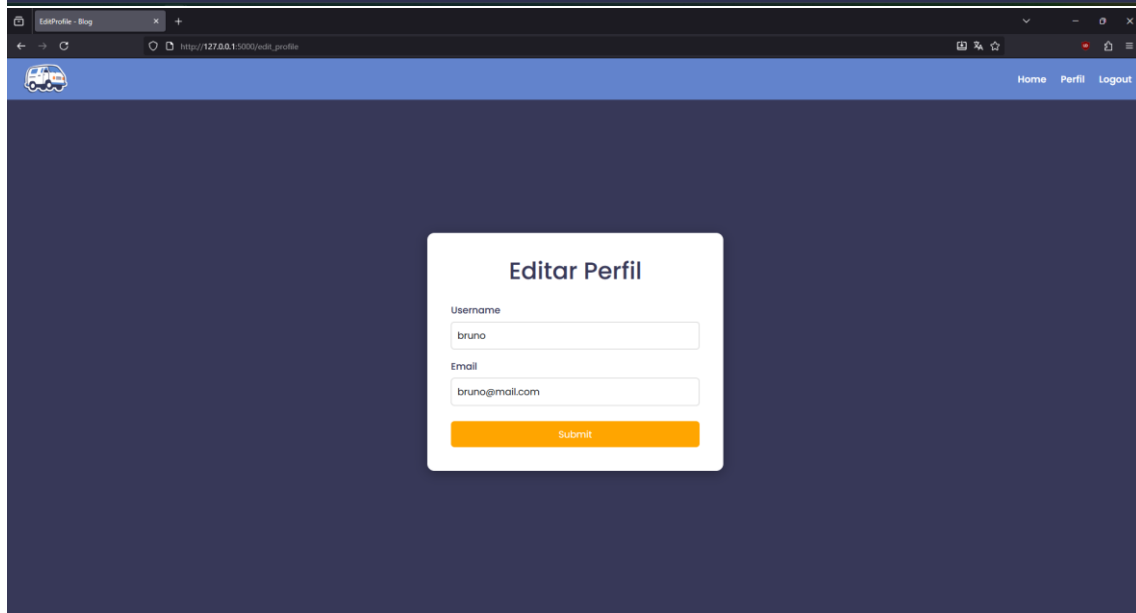 EditProfile - Blog
http://127.0.0.1:5000/edit_profile
Home Perfil Logout
Editar Perfil
Username
bruno
Email
bruno@mail.com
Submit